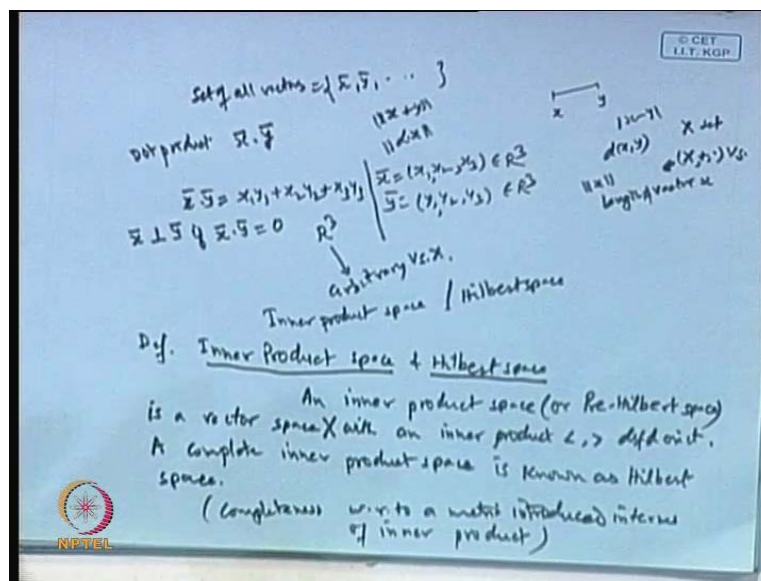 © CET
I.I.T. KGP
Set of all vectors = {x̄, ȳ, ... }
Dot product x̄.ȳ
||x+y||
||αx||
x y
|x-y|
d(x,y)
X set
(X,+,·) V.S.
||x||
Length of vector x
x̄ ȳ = x₁y₁ + x₂y₂ + x₃y₃
x̄ = (x₁, x₂, x₃) ∈ R³
ȳ = (y₁, y₂, y₃) ∈ R³
x̄ ⊥ ȳ if x̄.ȳ = 0 R³
arbitrary V.S. X.
Inner product space / Hilbert space
Def. Inner Product space & Hilbert space
An inner product space (or Pre-Hilbert space)
is a vector space X with an inner product <,> defd on it.
A complete inner product space is known as Hilbert
space.
(Completeness w.r. to a metric introduced in terms
of inner product)
NPTEL